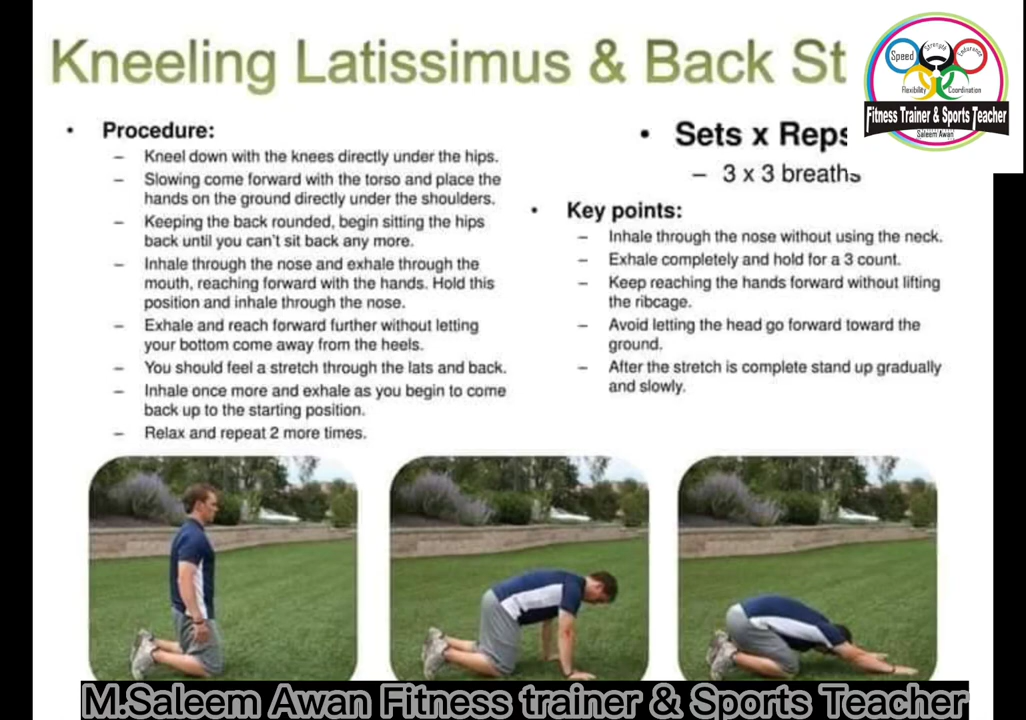 Kneeling Latissimus & Back St
• Procedure:
– Kneel down with the knees directly under the hips.
– Slowing come forward with the torso and place the
hands on the ground directly under the shoulders.
– Keeping the back rounded, begin sitting the hips
back until you can't sit back any more.
– Inhale through the nose and exhale through the
mouth, reaching forward with the hands. Hold this
position and inhale through the nose.
– Exhale and reach forward further without letting
your bottom come away from the heels.
– You should feel a stretch through the lats and back.
– Inhale once more and exhale as you begin to come
back up to the starting position.
– Relax and repeat 2 more times.
• Sets x Reps
– 3 x 3 breaths
• Key points:
– Inhale through the nose without using the neck.
– Exhale completely and hold for a 3 count.
– Keep reaching the hands forward without lifting
the ribcage.
– Avoid letting the head go forward toward the
ground.
– After the stretch is complete stand up gradually
and slowly.
Speed
Strength
Endurance
Flexibility
Coordination
Fitness Trainer & Sports Teacher
Saleem Awan
M.Saleem Awan Fitness trainer & Sports Teacher